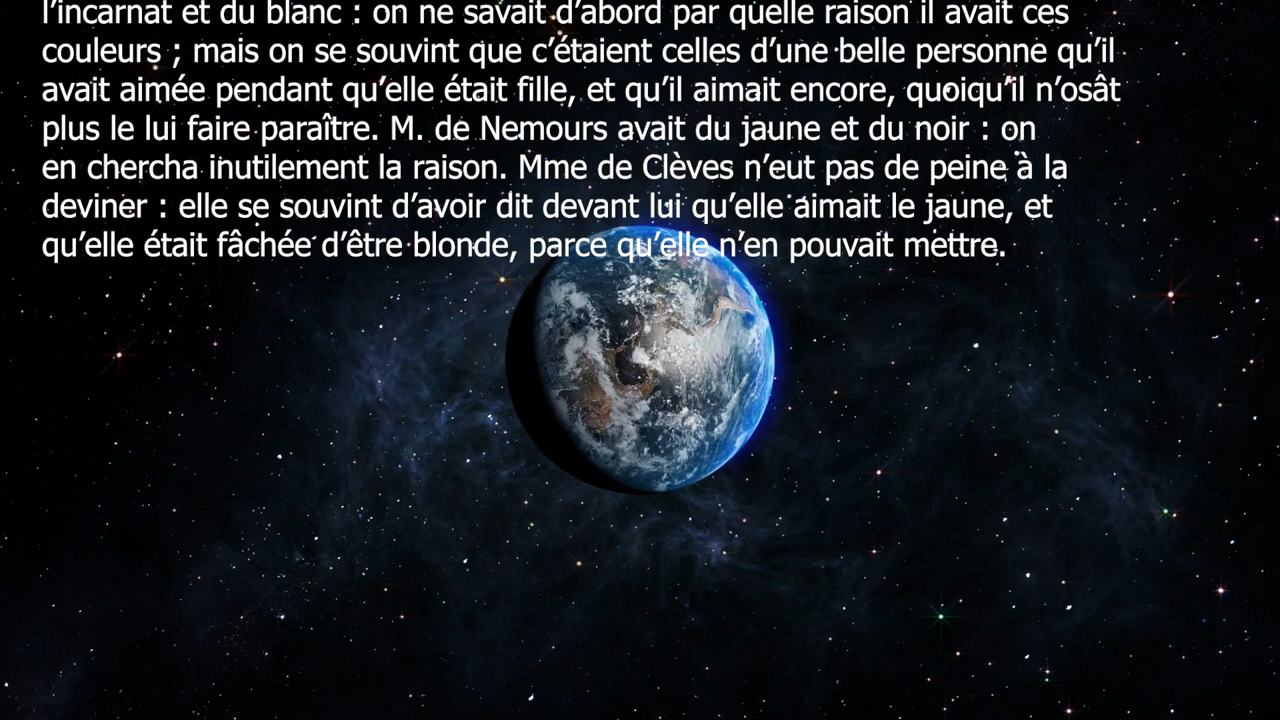 l’incarnat et du blanc : on ne savait d’abord par quelle raison il avait ces
couleurs ; mais on se souvint que c’étaient celles d’une belle personne qu’il
avait aimée pendant qu’elle était fille, et qu’il aimait encore, quoiqu’il n’osât
plus le lui faire paraître. M. de Nemours avait du jaune et du noir : on
en chercha inutilement la raison. Mme de Clèves n’eut pas de peine à la
deviner : elle se souvint d’avoir dit devant lui qu’elle aimait le jaune, et
qu’elle était fâchée d’être blonde, parce qu’elle n’en pouvait mettre.